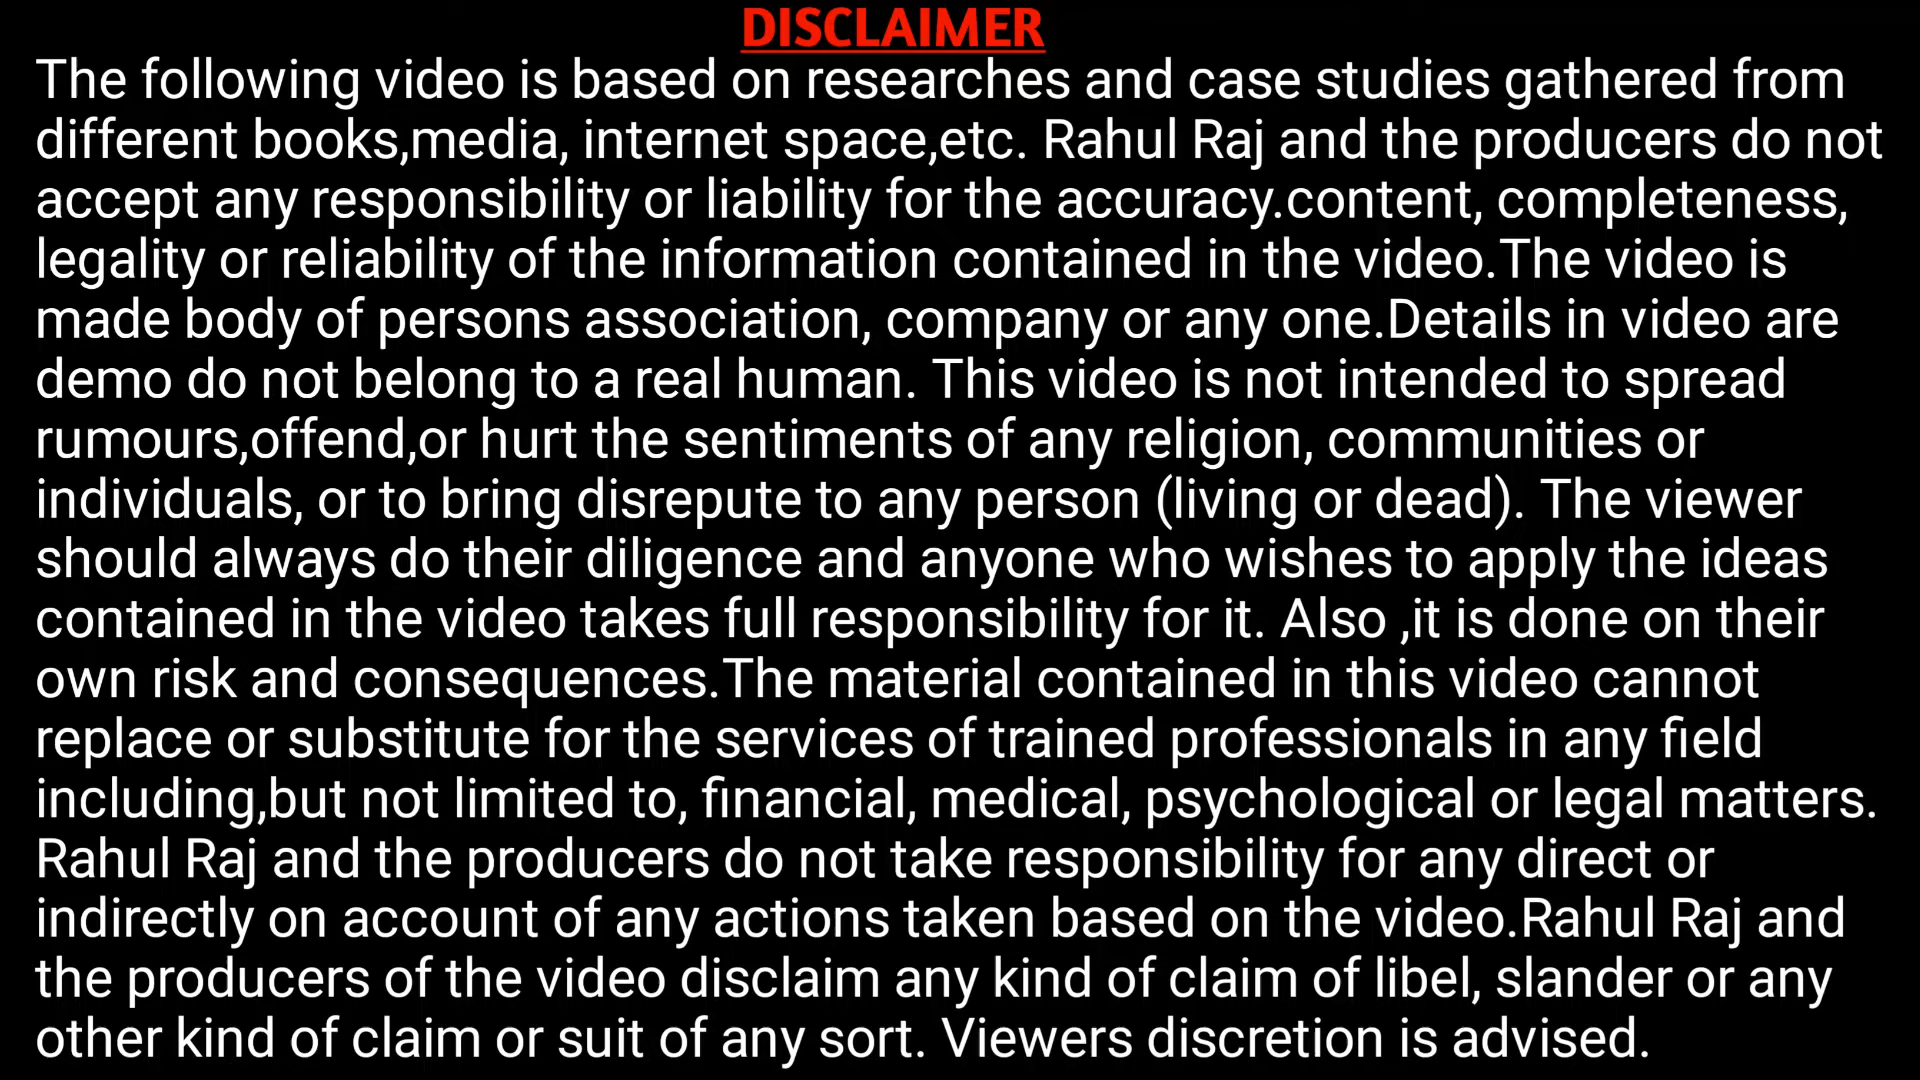 DISCLAIMER
The following video is based on researches and case studies gathered from
different books,media, internet space,etc. Rahul Raj and the producers do not
accept any responsibility or liability for the accuracy.content, completeness,
legality or reliability of the information contained in the video.The video is
made body of persons association, company or any one.Details in video are
demo do not belong to a real human. This video is not intended to spread
rumours,offend,or hurt the sentiments of any religion, communities or
individuals, or to bring disrepute to any person (living or dead). The viewer
should always do their diligence and anyone who wishes to apply the ideas
contained in the video takes full responsibility for it. Also ,it is done on their
own risk and consequences.The material contained in this video cannot
replace or substitute for the services of trained professionals in any field
including,but not limited to, financial, medical, psychological or legal matters.
Rahul Raj and the producers do not take responsibility for any direct or
indirectly on account of any actions taken based on the video.Rahul Raj and
the producers of the video disclaim any kind of claim of libel, slander or any
other kind of claim or suit of any sort. Viewers discretion is advised.